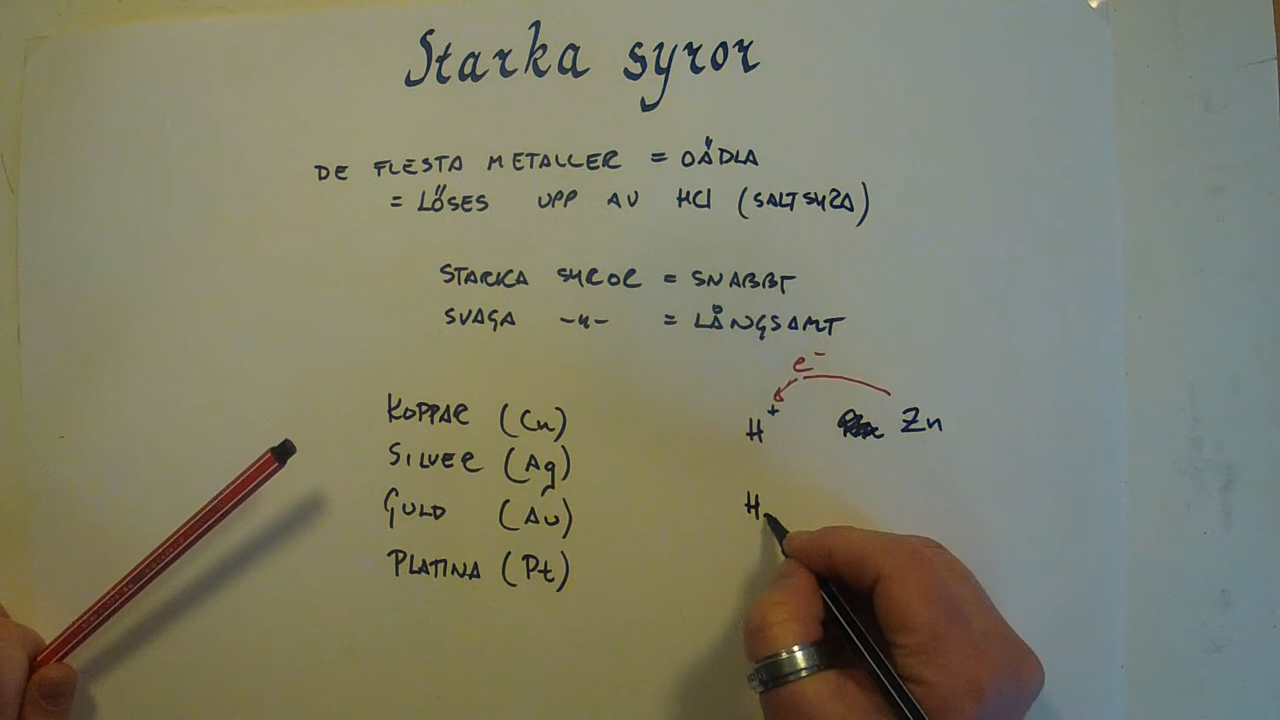 Starka syror
DE FLESTA METALLER = OÄDLA
= LÖSES UPP AV HCl (SALTSYRA)
STARKA SYROR = SNABBT
SVAGA -"- = LÅNGSAMT
KOPPAR (Cu)
SILVER (Ag)
GULD (Au)
PLATINA (Pt)
e⁻
H⁺ Zn
H